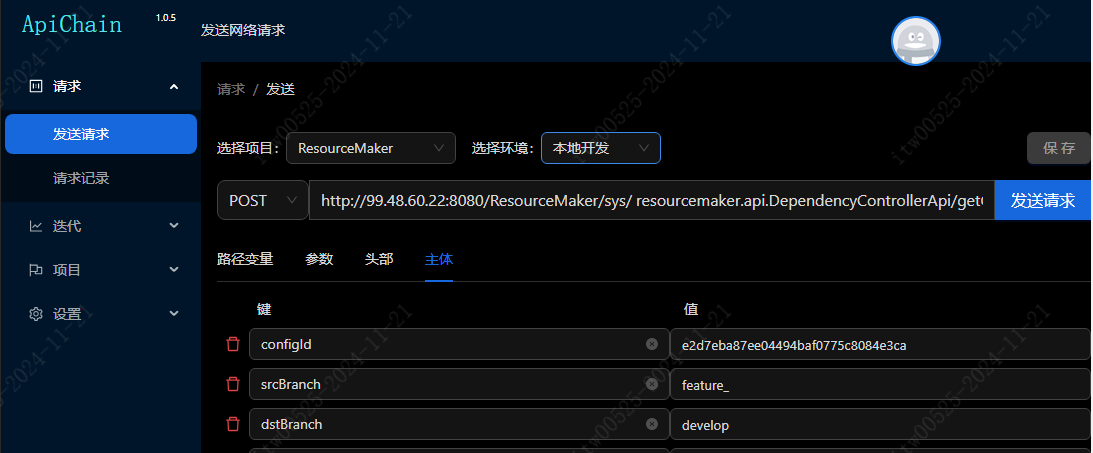 ApiChain 1.0.5 发送网络请求
请求
请求 / 发送
发送请求
选择项目: ResourceMaker 选择环境: 本地开发 保 存
请求记录
POST http://99.48.60.22:8080/ResourceMaker/sys/ resourcemaker.api.DependencyControllerApi/get 发送请求
迭代
路径变量 参数 头部 主体
项目
设置
键 值
configId e2d7eba87ee04494baf0775c8084e3ca
srcBranch feature_
dstBranch develop
itw00525-2024-11-21